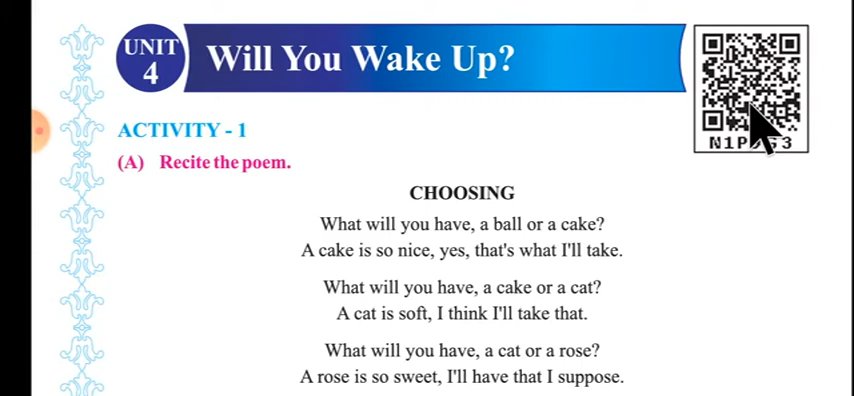 UNIT
4
Will You Wake Up?
ACTIVITY - 1
(A) Recite the poem.
CHOOSING
What will you have, a ball or a cake?
A cake is so nice, yes, that's what I'll take.
What will you have, a cake or a cat?
A cat is soft, I think I'll take that.
What will you have, a cat or a rose?
A rose is so sweet, I'll have that I suppose.